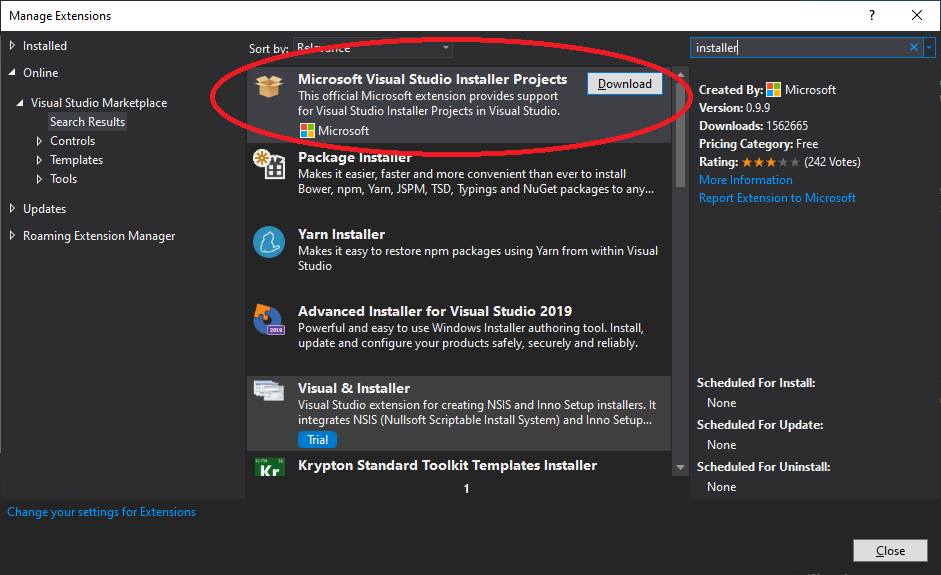 Manage Extensions
?
Installed
Online
Visual Studio Marketplace
Search Results
Controls
Templates
Tools
Updates
Roaming Extension Manager
Change your settings for Extensions
Sort by: Relevance
Microsoft Visual Studio Installer Projects
Download
This official Microsoft extension provides support
for Visual Studio Installer Projects in Visual Studio.
Microsoft
Package Installer
Makes it easier, faster and more convenient than ever to install
Bower, npm, Yarn, JSPM, TSD, Typings and NuGet packages to any...
Yarn Installer
Makes it easy to restore npm packages using Yarn from within Visual
Studio
2019
Advanced Installer for Visual Studio 2019
Powerful and easy to use Windows Installer authoring tool. Install,
update and configure your products safely, securely and reliably.
Visual & Installer
Visual Studio extension for creating NSIS and Inno Setup installers. It
integrates NSIS (Nullsoft Scriptable Install System) and Inno Setup...
Trial
Kr
Krypton Standard Toolkit Templates Installer
1
installer
Created By: Microsoft
Version: 0.9.9
Downloads: 1562665
Pricing Category: Free
Rating: (242 Votes)
More Information
Report Extension to Microsoft
Scheduled For Install:
None
Scheduled For Update:
None
Scheduled For Uninstall:
None
Close